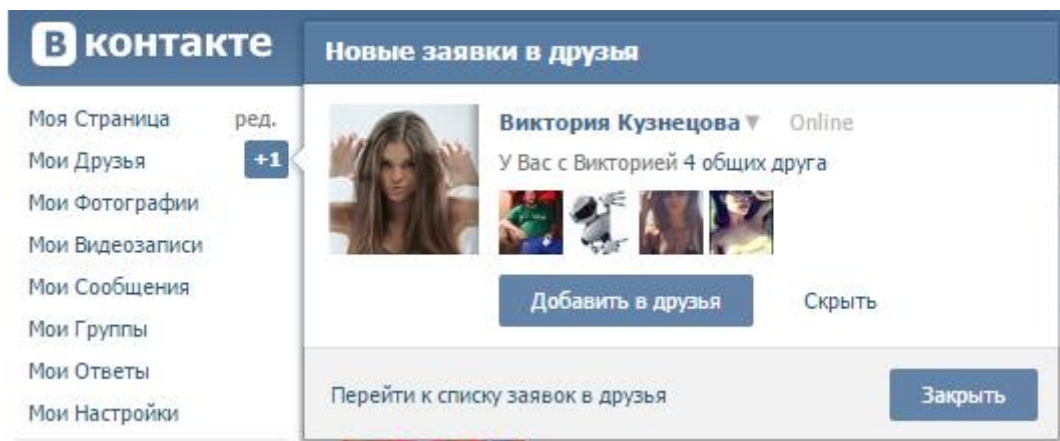 В контакте
Новые заявки в друзья
Моя Страница ред.
Мои Друзья +1
Мои Фотографии
Мои Видеозаписи
Мои Сообщения
Мои Группы
Мои Ответы
Мои Настройки
Виктория Кузнецова ▼ Online
У Вас с Викторией 4 общих друга
Добавить в друзья Скрыть
Перейти к списку заявок в друзья Закрыть